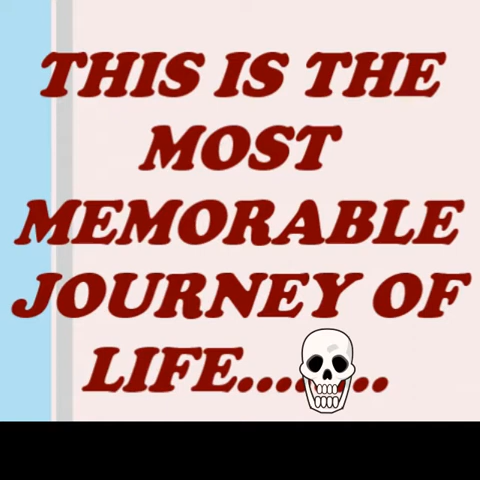 THIS IS THE
MOST
MEMORABLE
JOURNEY OF
LIFE........